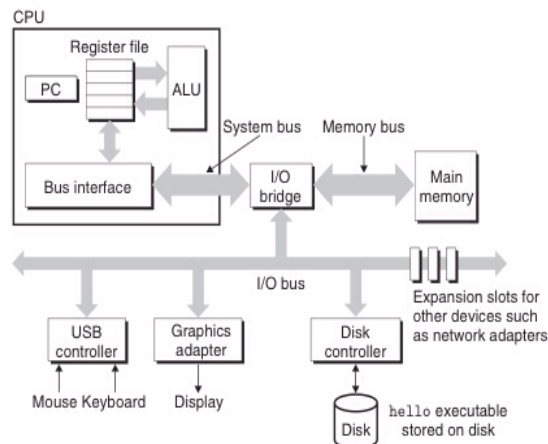 CPU
Register file
PC
ALU
System bus
Memory bus
Bus interface
I/O
bridge
Main
memory
I/O bus
Expansion slots for
other devices such
as network adapters
USB
controller
Graphics
adapter
Disk
controller
Mouse Keyboard
Display
Disk
hello executable
stored on disk